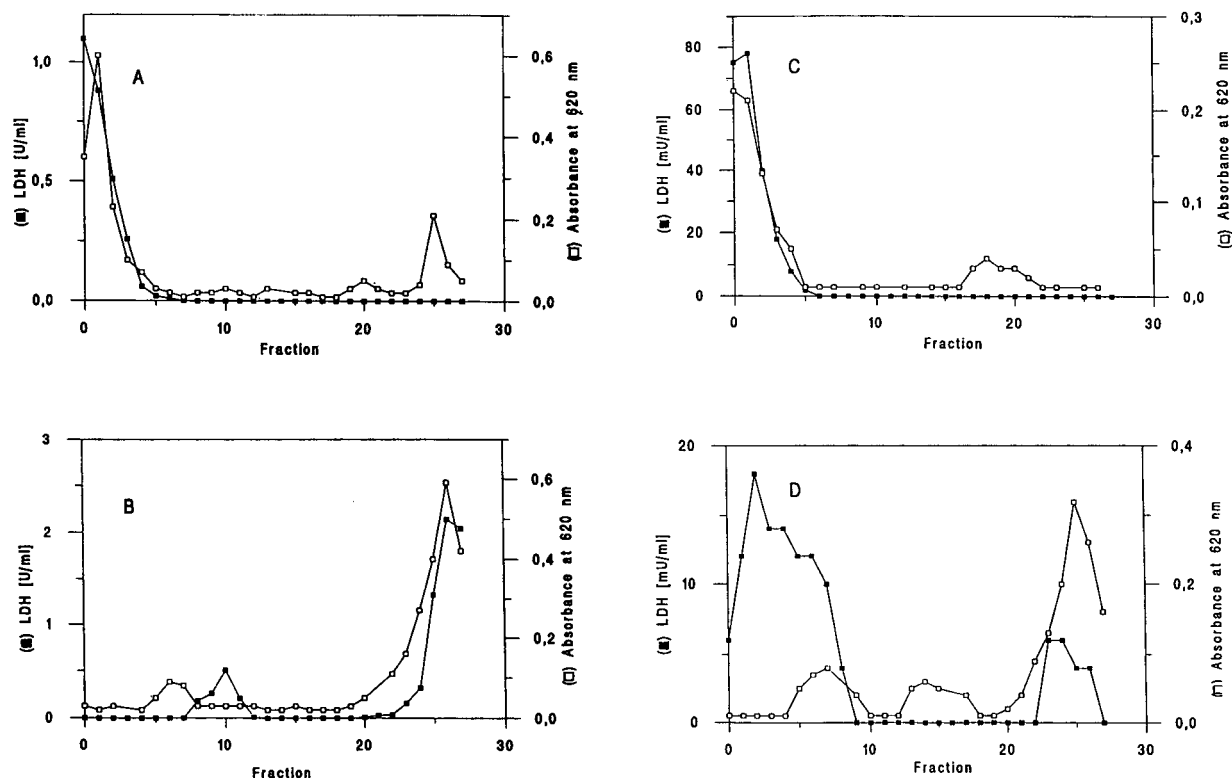 A
(■) LDH [U/ml]
1,0
0,5
0,0
0,6
0,4
0,2
0,0
(□) Absorbance at 620 nm
0 10 20 30
Fraction
C
(■) LDH [mU/ml]
80
60
40
20
0
0,3
0,2
0,1
0,0
(□) Absorbance at 620 nm
0 10 20 30
Fraction
B
(■) LDH [U/ml]
3
2
1
0
0,6
0,4
0,2
0,0
(□) Absorbance at 620 nm
0 10 20 30
Fraction
D
(■) LDH [mU/ml]
20
10
0
0,4
0,2
0,0
(□) Absorbance at 620 nm
0 10 20 30
Fraction